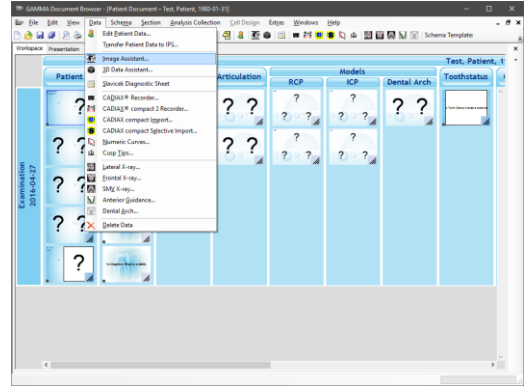 GAMMA Document Browser - [Patient Document - Test, Patient, 1980-01-31]
File Edit View Data Schema Section Analysis Collection Cell Design Extras Windows Help
Schema Template
Workspace Presentation
Edit Patient Data...
Transfer Patient Data to IPS...
Image Assistant...
3D Data Assistant...
Slavicek Diagnostic Sheet
CADIAX® Recorder...
CADIAX® compact 2 Recorder...
CADIAX compact Import...
CADIAX compact Selective Import...
Numeric Curves...
Cusp Tips...
Lateral X-ray...
Frontal X-ray...
SMV X-ray...
Anterior Guidance...
Dental Arch...
Delete Data
Test, Patient, 1
Patient
Articulation
Models
RCP
ICP
Dental Arch
Toothstatus
Examination
2016-04-27
? ? ? ? ?
? ? ? ? ? ?
? ? ? ?
? ?
? ?
? ?
?